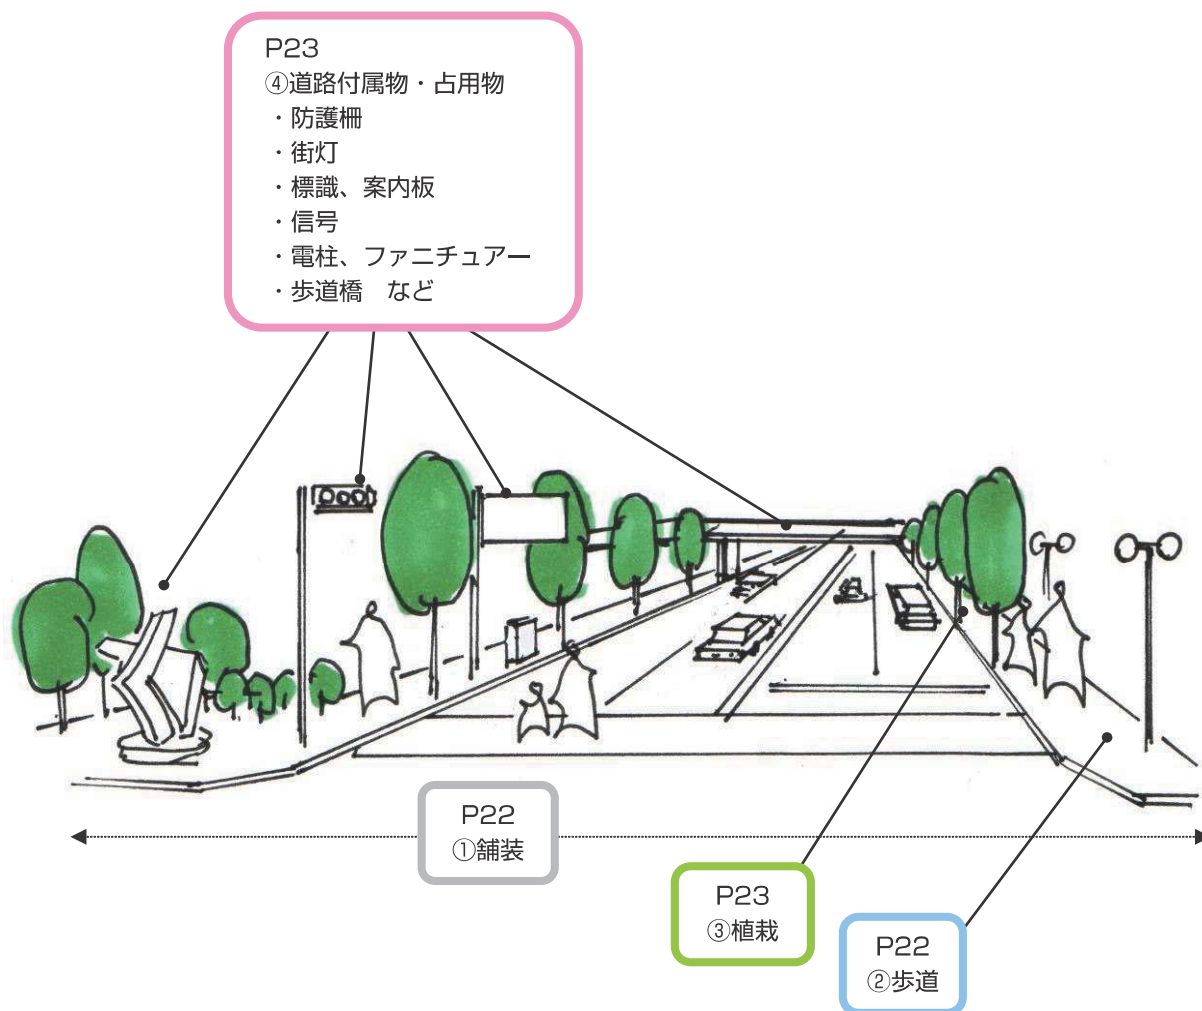 P23
④道路付属物・占用物
・防護柵
・街灯
・標識、案内板
・信号
・電柱、ファニチュアー
・歩道橋　など
P22
①舗装
P23
③植栽
P22
②歩道